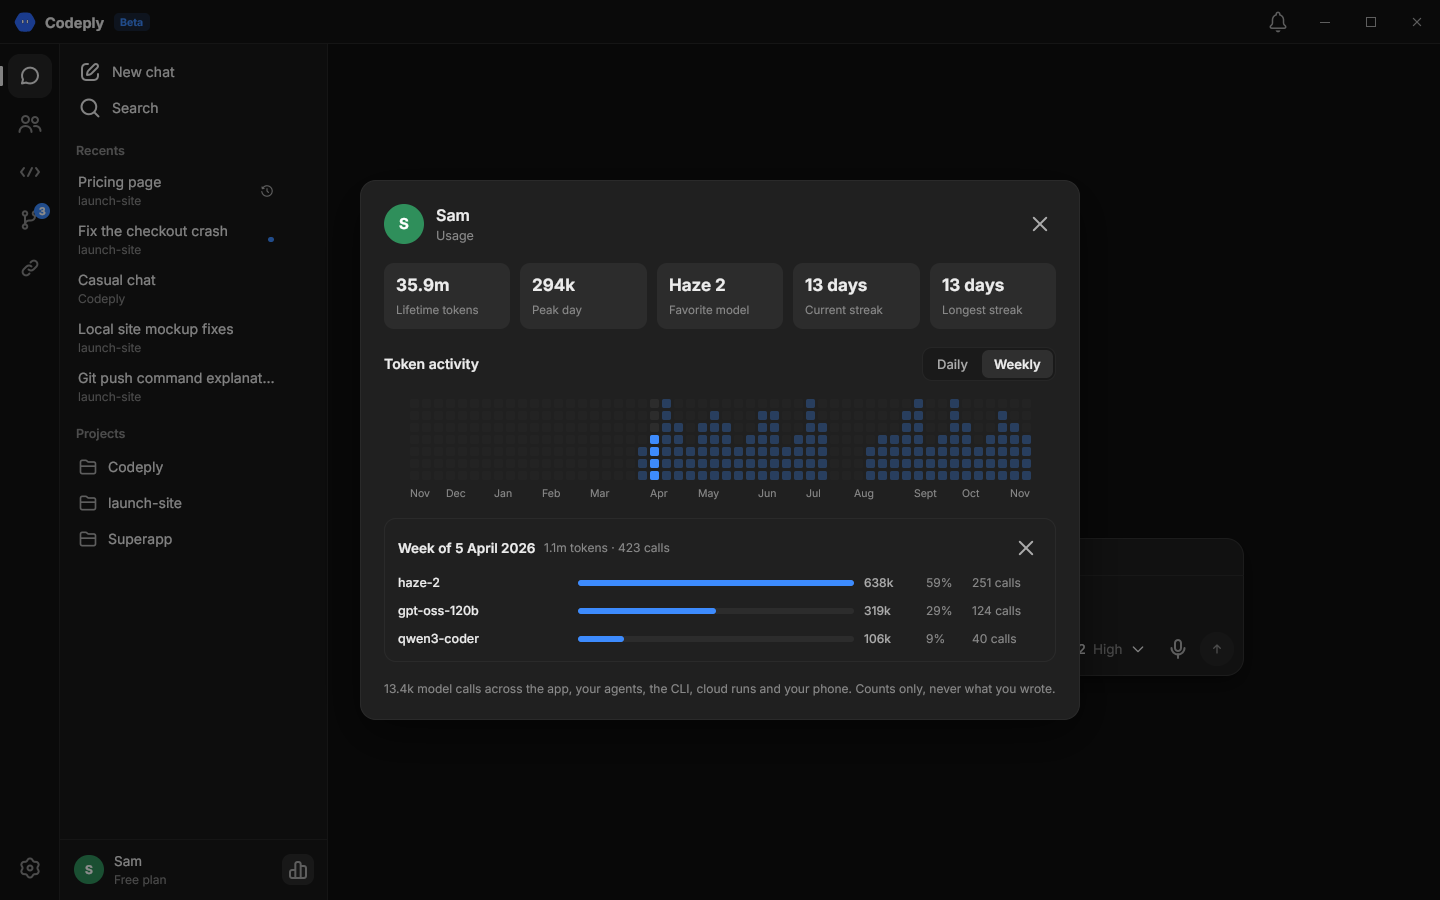 Codeply Beta
New chat
Search
Recents
Pricing page
launch-site
Fix the checkout crash
launch-site
Casual chat
Codeply
Local site mockup fixes
launch-site
Git push command explanat...
launch-site
Projects
Codeply
launch-site
Superapp
3
S
Sam
Free plan
S
Sam
Usage
35.9m
Lifetime tokens
294k
Peak day
Haze 2
Favorite model
13 days
Current streak
13 days
Longest streak
Token activity
Daily Weekly
Nov Dec Jan Feb Mar Apr May Jun Jul Aug Sept Oct Nov
Week of 5 April 2026 1.1m tokens · 423 calls
haze-2 638k 59% 251 calls
gpt-oss-120b 319k 29% 124 calls
qwen3-coder 106k 9% 40 calls
13.4k model calls across the app, your agents, the CLI, cloud runs and your phone. Counts only, never what you wrote.
2 High